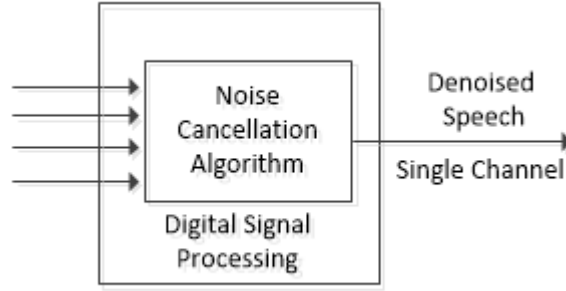 Noise
Cancellation
Algorithm
Digital Signal
Processing
Denoised
Speech
Single Channel